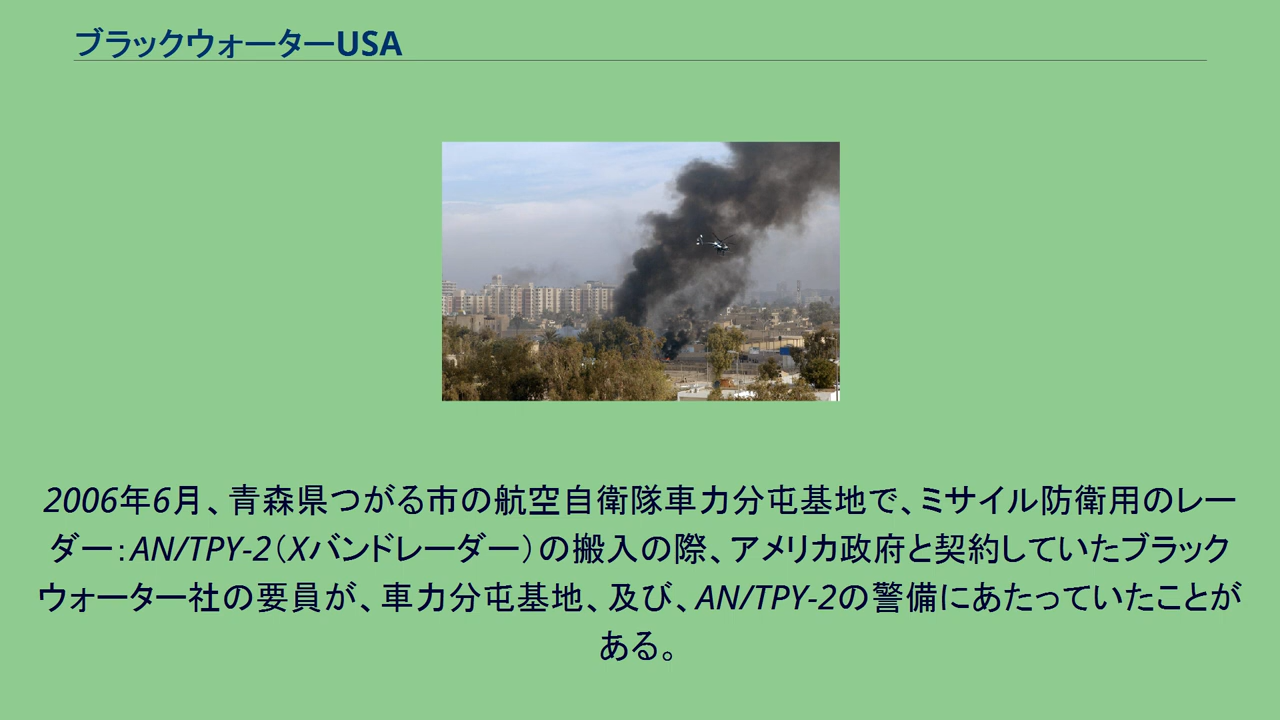 ブラックウォーターUSA
2006年6月、青森県つがる市の航空自衛隊車力分屯基地で、ミサイル防衛用のレー
ダー：AN/TPY-2（Xバンドレーダー）の搬入の際、アメリカ政府と契約していたブラック
ウォーター社の要員が、車力分屯基地、及び、AN/TPY-2の警備にあたっていたことが
ある。